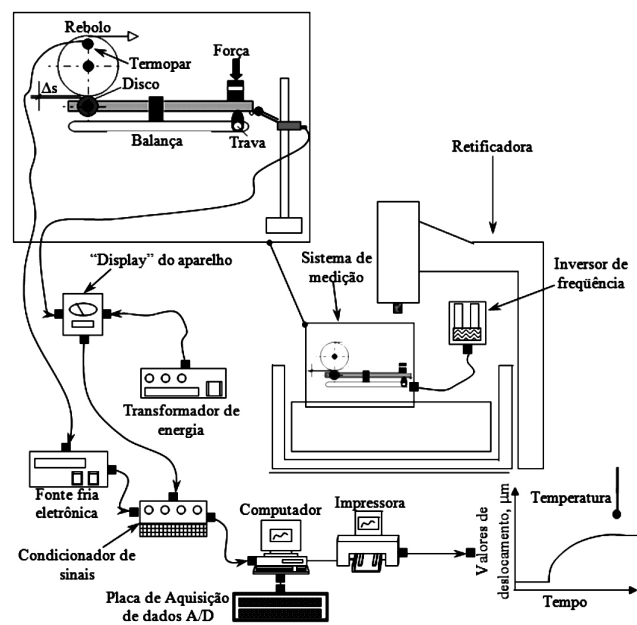 Rebolo
Termopar
Δs
Disco
Força
Balança
Trava
Retificadora
"Display" do aparelho
Sistema de
medição
Inversor de
freqüência
Transformador de
energia
Fonte fria
eletrônica
Condicionador de
sinais
Computador
Impressora
Placa de Aquisição
de dados A/D
Valores de
deslocamento, µm
Temperatura
Tempo